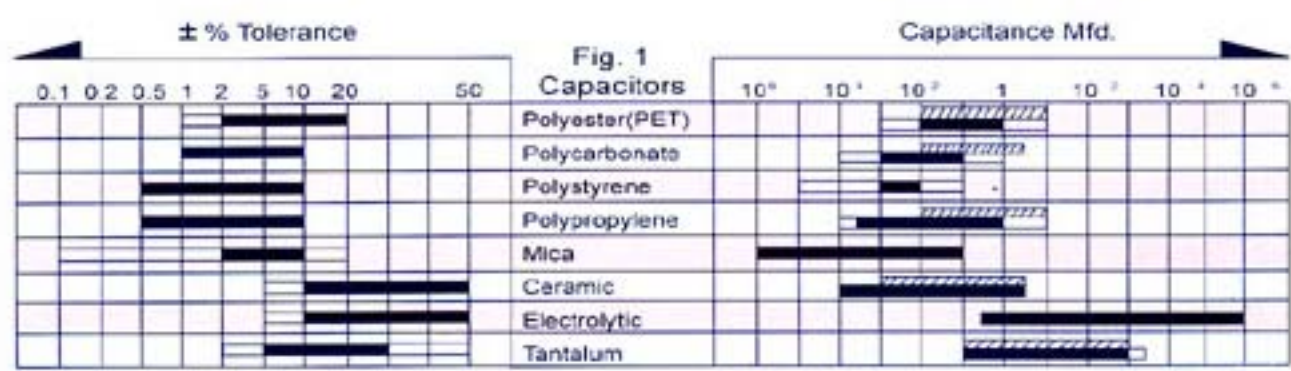 ± % Tolerance
Capacitance Mfd.
Fig. 1
Capacitors
0.1 0.2 0.5 1 2 5 10 20 50
1
Polyester(PET)
Polycarbonate
Polystyrene
Polypropylene
Mica
Ceramic
Electrolytic
Tantalum